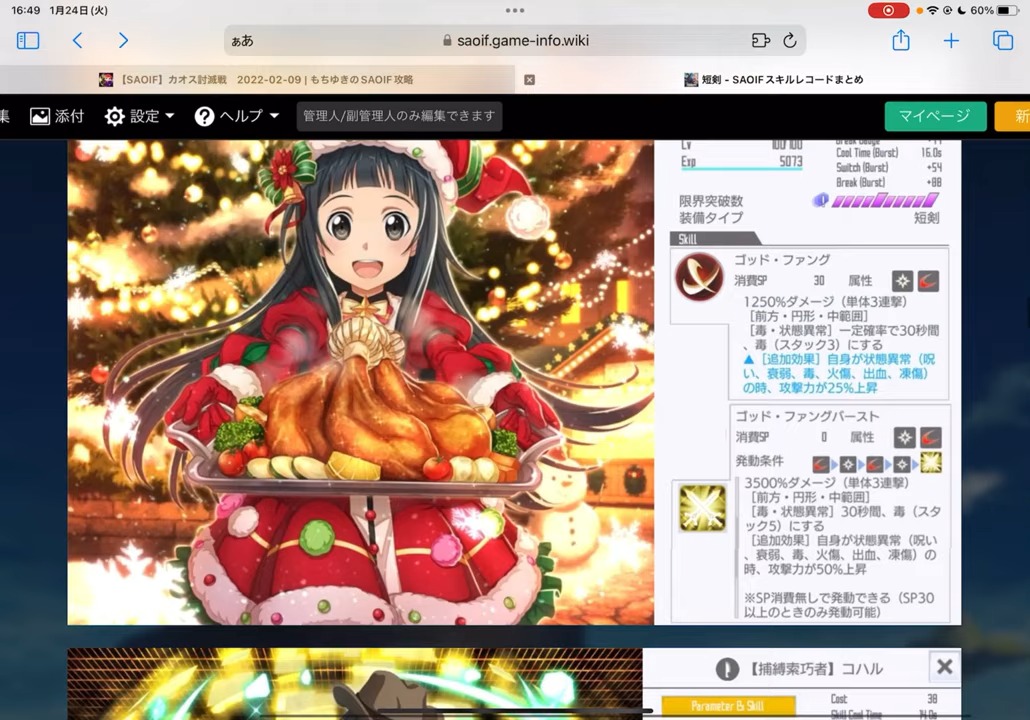 16:49 1月24日(火)
60%
ぁあ saoif.game-info.wiki
【SAOIF】カオス討滅戦 2022-02-09 | もちゆきのSAOIF攻略
短剣 - SAOIFスキルレコードまとめ
集 添付 設定 ヘルプ 管理人/副管理人のみ編集できます マイページ 新
Lv 100/100
Exp 5073
Cool Time (Burst) 16.0s
Switch (Burst) +54
Break (Burst) +88
限界突破数
装備タイプ 短剣
Skill
ゴッド・ファング
消費SP 30 属性
1250%ダメージ（単体3連撃）
［前方・円形・中範囲］
［毒・状態異常］一定確率で30秒間
、毒（スタック3）にする
▲［追加効果］自身が状態異常（呪
い、衰弱、毒、火傷、出血、凍傷）
の時、攻撃力が25%上昇
ゴッド・ファングバースト
消費SP 0 属性
発動条件
3500%ダメージ（単体3連撃）
［前方・円形・中範囲］
［毒・状態異常］30秒間、毒（スタ
ック5）にする
［追加効果］自身が状態異常（呪い
、衰弱、毒、火傷、出血、凍傷）の
時、攻撃力が50%上昇
※SP消費無しで発動できる（SP30
以上のときのみ発動可能）
【捕縛索巧者】コハル
Parameter & Skill
Cost 38
Skill Cool Time 14.0s